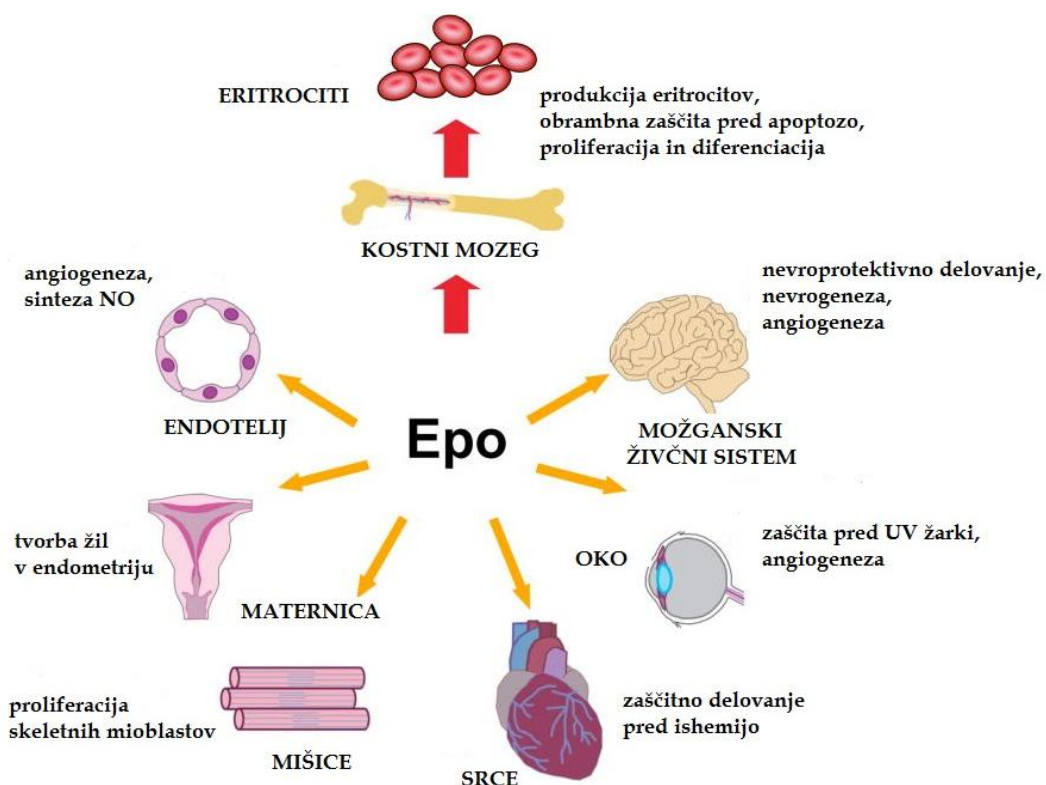 ERITROCITI
produkcija eritrocitov,
obrambna zaščita pred apoptozo,
proliferacija in diferenciacija
KOSTNI MOZEG
angiogeneza,
sinteza NO
ENDOTELIJ
nevroprotektivno delovanje,
nevrogeneza,
angiogeneza
MOŽGANSKI
ŽIVČNI SISTEM
Epo
tvorba žil
v endometriju
MATERNICA
OKO
zaščita pred UV žarki,
angiogeneza
proliferacija
skeletnih mioblastov
MIŠICE
SRCE
zaščitno delovanje
pred ishemijo